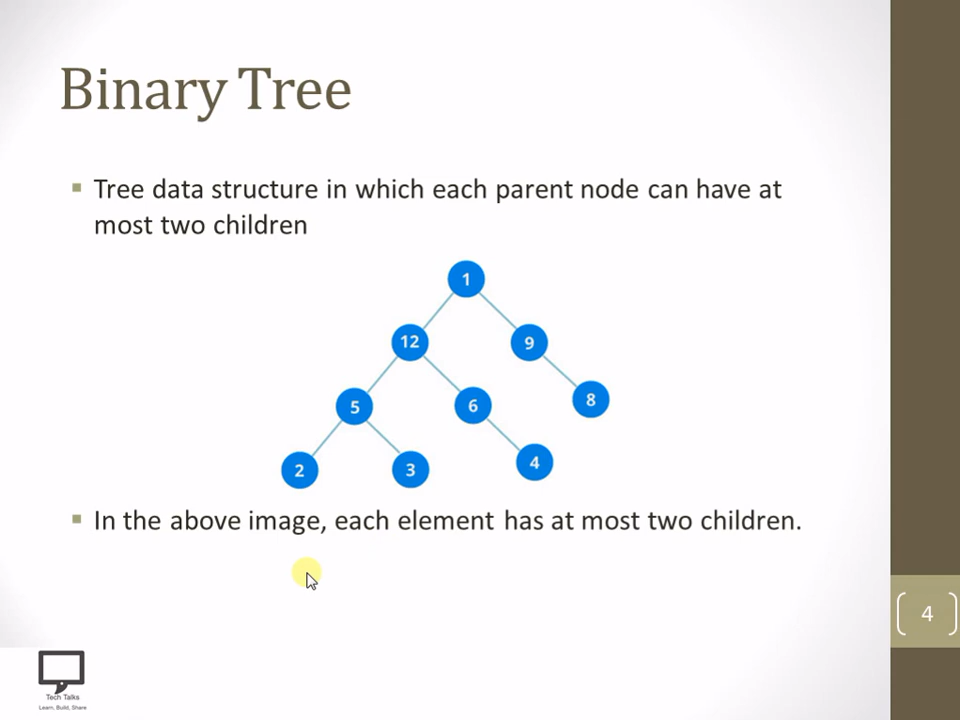 Binary Tree
Tree data structure in which each parent node can have at
most two children
1
12
9
5
6
8
2
3
4
In the above image, each element has at most two children.
4
Tech Talks
Learn, Build, Share